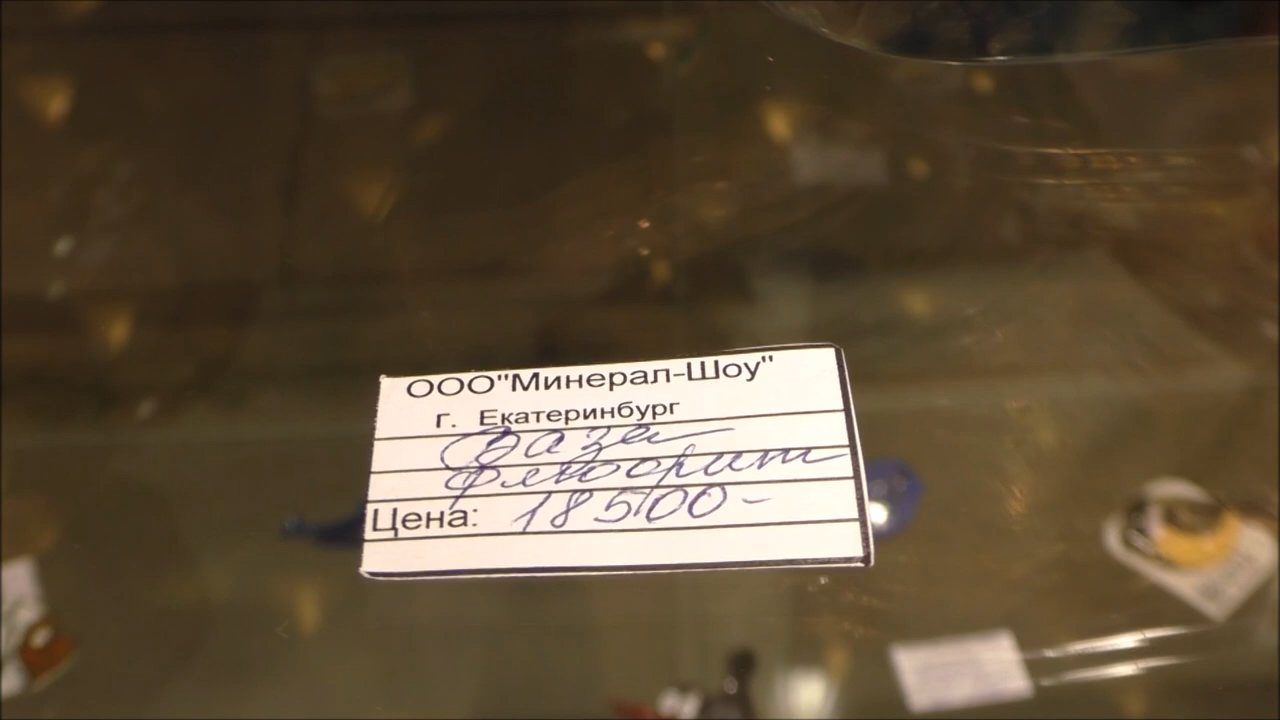 ООО"Минерал-Шоу"
г. Екатеринбург
Ваза
флюорит
Цена: 18500-